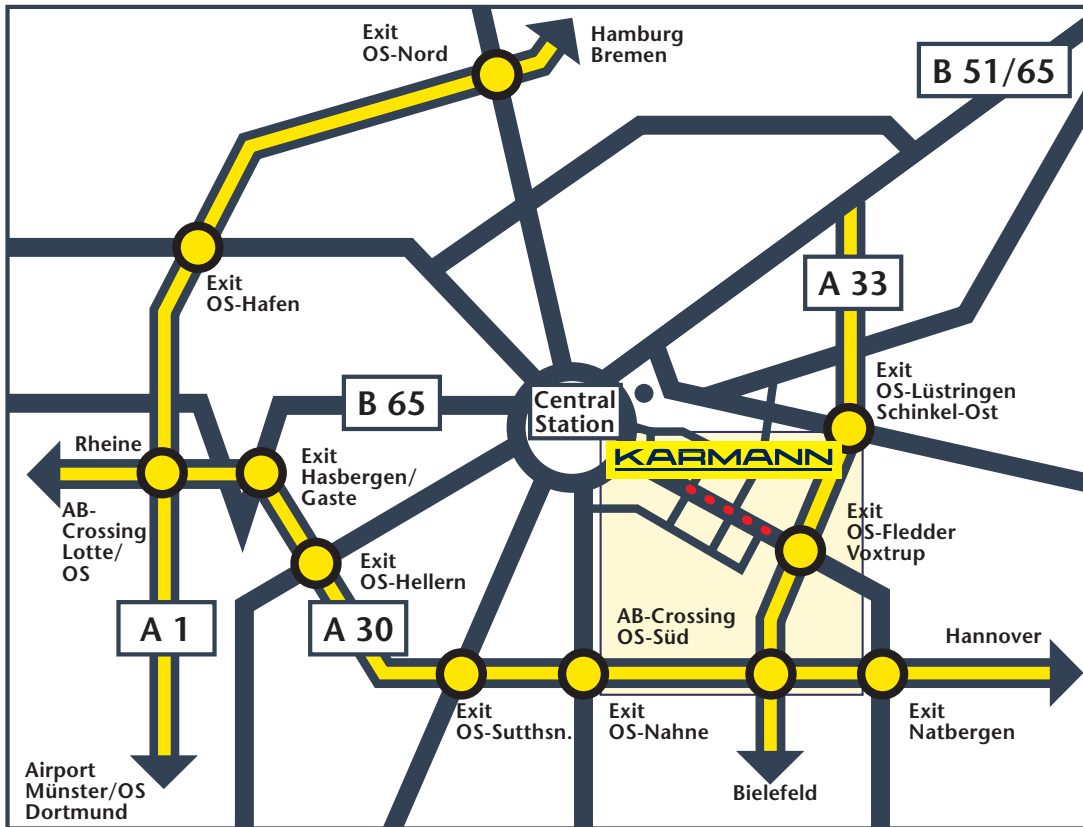 Exit
OS-Nord
Hamburg
Bremen
B 51/65
Exit
OS-Hafen
A 33
B 65
Central
Station
Exit
OS-Lüstringen
Schinkel-Ost
Rheine
Exit
Hasbergen/
Gaste
KARMANN
AB-
Crossing
Lotte/
OS
Exit
OS-Hellern
Exit
OS-Fledder
Voxtrup
A 1
A 30
AB-Crossing
OS-Süd
Hannover
Exit
OS-Sutthsn.
Exit
OS-Nahne
Exit
Natbergen
Airport
Münster/OS
Dortmund
Bielefeld